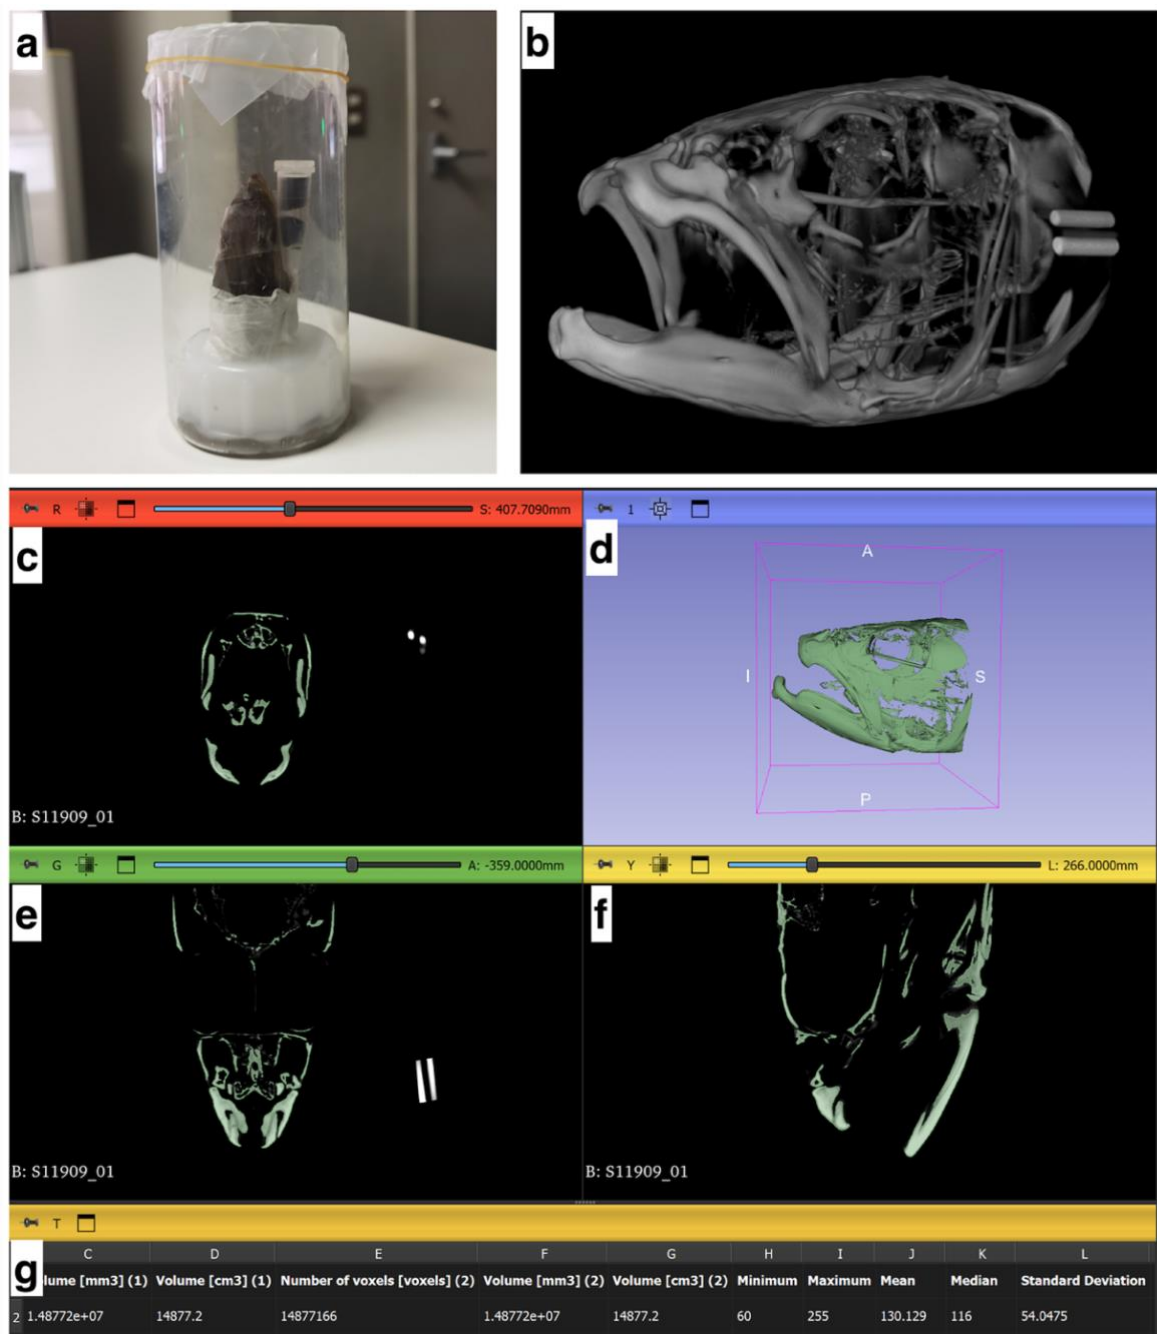 a
b
R S: 407.7090mm
1
c
d
A
I
S
P
B: S11909_01
G A: -359.0000mm
Y L: 266.0000mm
e
f
B: S11909_01
B: S11909_01
T
C D E F G H I J K L
g
lume [mm3] (1) Volume [cm3] (1) Number of voxels [voxels] (2) Volume [mm3] (2) Volume [cm3] (2) Minimum Maximum Mean Median Standard Deviation
2 1.48772e+07 14877.2 14877166 1.48772e+07 14877.2 60 255 130.129 116 54.0475